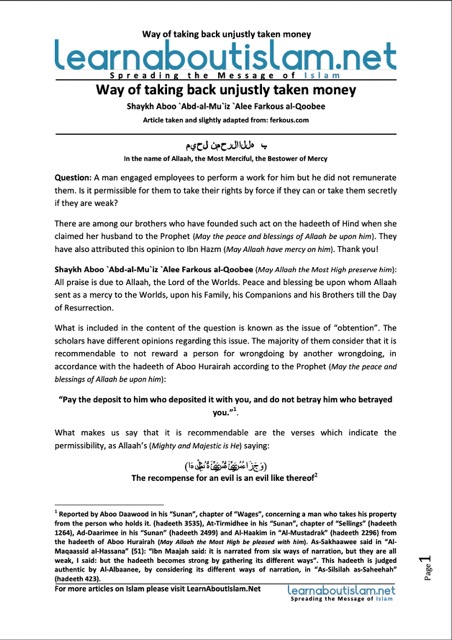 Way of taking back unjustly taken money
learnaboutislam.net
Spreading the Message of Islam
Way of taking back unjustly taken money
Shaykh Aboo `Abd-al-Mu`iz `Alee Farkous al-Qoobee
Article taken and slightly adapted from: ferkous.com
In the name of Allaah, the Most Merciful, the Bestower of Mercy
Question: A man engaged employees to perform a work for him but he did not remunerate
them. Is it permissible for them to take their rights by force if they can or take them secretly
if they are weak?
There are among our brothers who have founded such act on the hadeeth of Hind when she
claimed her husband to the Prophet (May the peace and blessings of Allaah be upon him). They
have also attributed this opinion to Ibn Hazm (May Allaah have mercy on him). Thank you!
Shaykh Aboo `Abd-al-Mu`iz `Alee Farkous al-Qoobee (May Allaah the Most High preserve him):
All praise is due to Allaah, the Lord of the Worlds. Peace and blessing be upon whom Allaah
sent as a mercy to the Worlds, upon his Family, his Companions and his Brothers till the Day
of Resurrection.
What is included in the content of the question is known as the issue of “obtention”. The
scholars have different opinions regarding this issue. The majority of them consider that it is
recommendable to not reward a person for wrongdoing by another wrongdoing, in
accordance with the hadeeth of Aboo Hurairah according to the Prophet (May the peace and
blessings of Allaah be upon him):
“Pay the deposit to him who deposited it with you, and do not betray him who betrayed
you.”1.
What makes us say that it is recommendable are the verses which indicate the
permissibility, as Allaah’s (Mighty and Majestic is He) saying:
The recompense for an evil is an evil like thereof2
1 Reported by Aboo Daawood in his “Sunan”, chapter of “Wages”, concerning a man who takes his property
from the person who holds it. (hadeeth 3535), At-Tirmidhee in his “Sunan”, chapter of “Sellings” (hadeeth
1264), Ad-Daarimee in his “Sunan” (hadeeth 2499) and Al-Haakim in “Al-Mustadrk” (hadeeth 2296) from
the hadeeth of Aboo Hurairah (May Allaah the Most High be pleased with him). As-Sakhaawee said in “Al-
Maqaassid al-Hassana” (51): “Ibn Maajah said: it is narrated from six ways of narration, but they are all
weak, I said: but the hadeeth becomes strong by gathering its different ways”. This hadeeth is judged
authentic by Al-Albaanee, by considering its different ways of narration, in “As-Silsilah as-Saheehah”
(hadeeth 423).
Page 1
For more articles on Islam please visit LearnAboutIslam.Net
learnaboutislam.net
Spreading the Message of Islam